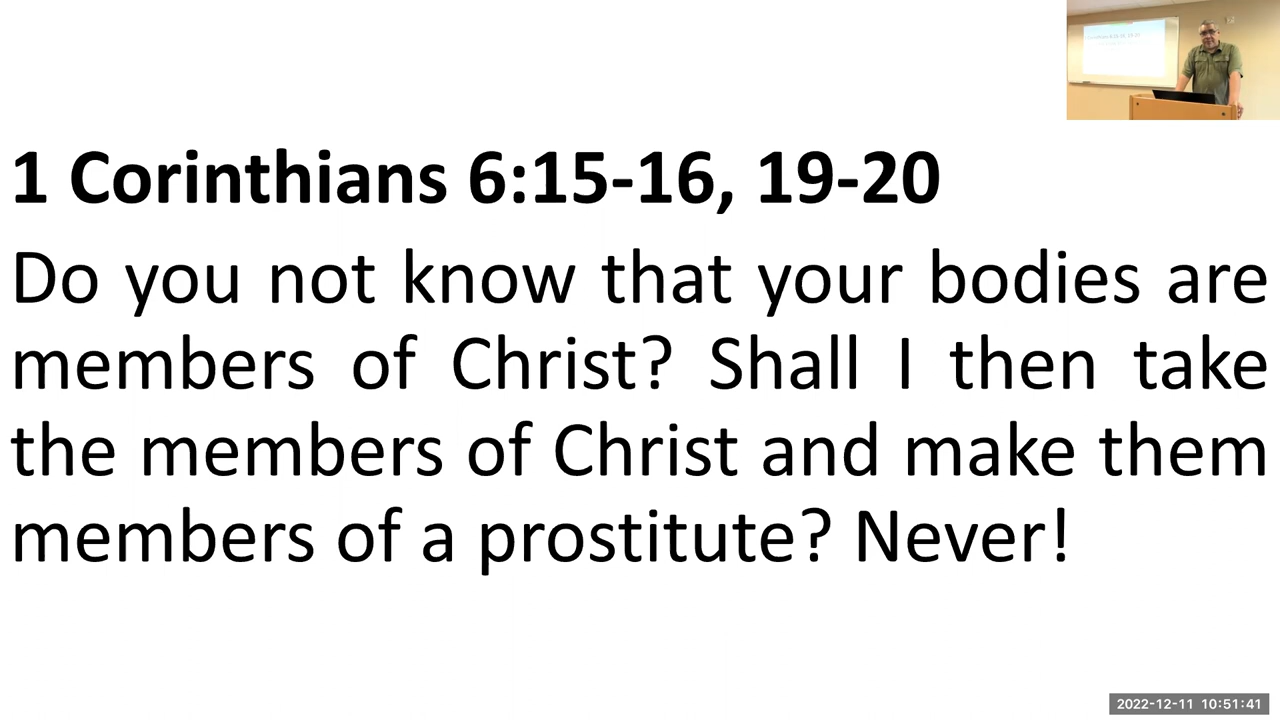 1 Corinthians 6:15-16, 19-20
Do you not know that your bodies are
members of Christ? Shall I then take
the members of Christ and make them
members of a prostitute? Never!
2022-12-11 10:51:41